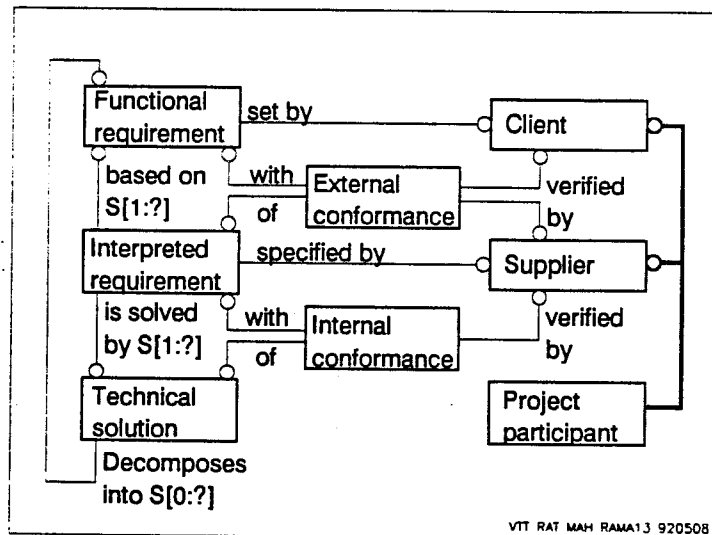 Functional
requirement
set by
Client
based on
S[1:?]
with
of
External
conformance
verified
by
Interpreted
requirement
specified by
Supplier
is solved
by S[1:?]
with
of
Internal
conformance
verified
by
Technical
solution
Project
participant
Decomposes
into S[0:?]
VTT RAT MAH RAMA13 920508